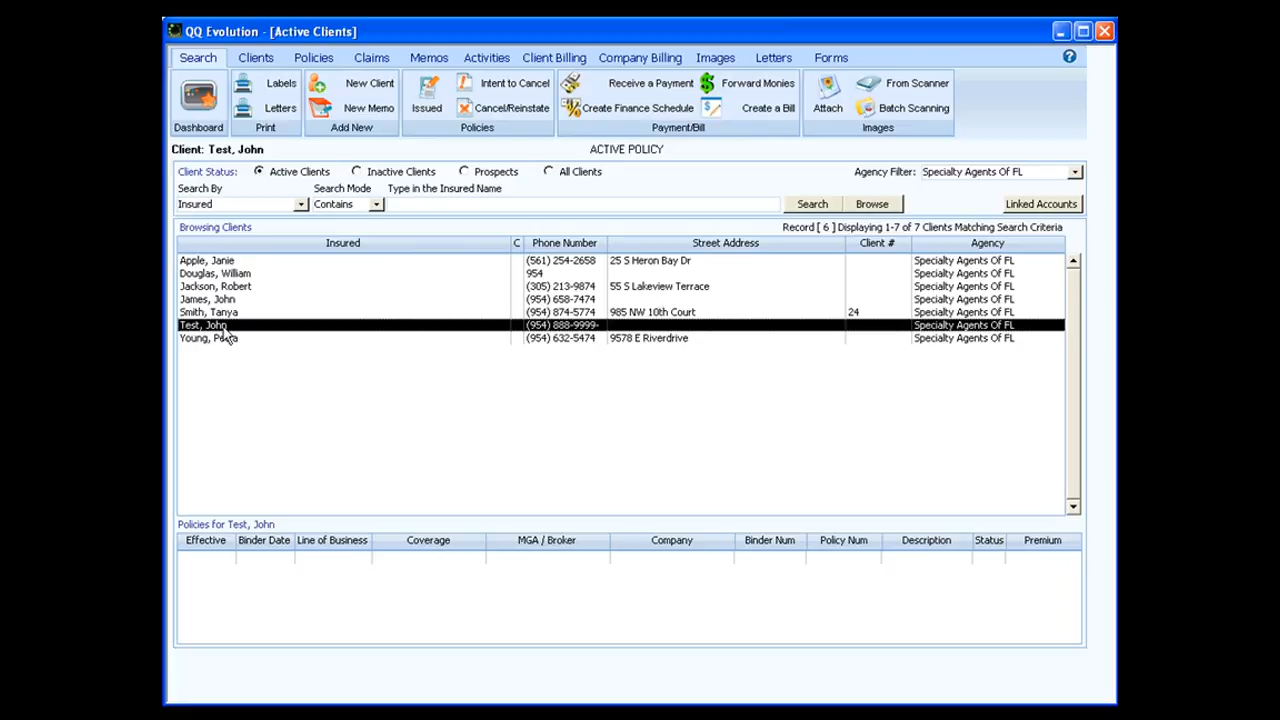 QQ Evolution - [Active Clients]
Search Clients Policies Claims Memos Activities Client Billing Company Billing Images Letters Forms
Labels New Client Intent to Cancel Receive a Payment Forward Monies From Scanner
Letters New Memo Issued Cancel/Reinstate Create Finance Schedule Create a Bill Attach Batch Scanning
Dashboard Print Add New Policies Payment/Bill Images
Client: Test, John ACTIVE POLICY
Client Status: Active Clients Inactive Clients Prospects All Clients Agency Filter: Specialty Agents Of FL
Search By Search Mode Type in the Insured Name
Insured Contains Search Browse Linked Accounts
Browsing Clients Record [ 6 ] Displaying 1-7 of 7 Clients Matching Search Criteria
Insured C Phone Number Street Address Client # Agency
Apple, Janie (561) 254-2658 25 S Heron Bay Dr Specialty Agents Of FL
Douglas, William 954 Specialty Agents Of FL
Jackson, Robert (305) 213-9874 55 S Lakeview Terrace Specialty Agents Of FL
James, John (954) 658-7474 Specialty Agents Of FL
Smith, Tanya (954) 874-5774 985 NW 10th Court 24 Specialty Agents Of FL
Test, John (954) 888-9999- Specialty Agents Of FL
Young, (954) 632-5474 9578 E Riverdrive Specialty Agents Of FL
Policies for Test, John
Effective Binder Date Line of Business Coverage MGA / Broker Company Binder Num Policy Num Description Status Premium